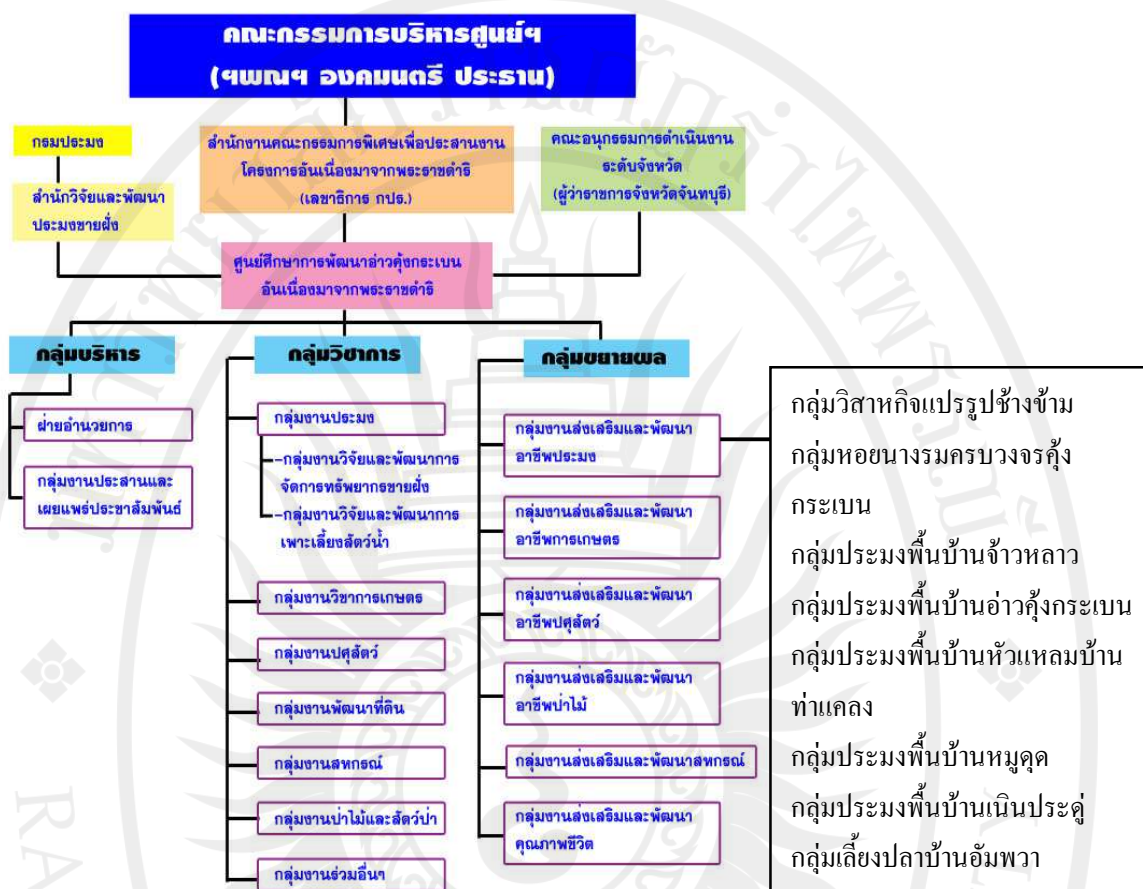 คณะกรรมการบริหารศูนย์ฯ
(ฯพณฯ องคมนตรี ประธาน)
กรมประมง
สำนักวิจัยและพัฒนา
ประมงชายฝั่ง
สำนักงานคณะกรรมการพิเศษเพื่อประสานงาน
โครงการอันเนื่องมาจากพระราชดำริ
(เลขาธิการ กปร.)
คณะอนุกรรมการดำเนินงาน
ระดับจังหวัด
(ผู้ว่าราชการจังหวัดจันทบุรี)
ศูนย์ศึกษาการพัฒนาอ่าวคุ้งกระเบน
อันเนื่องมาจากพระราชดำริ
กลุ่มบริหาร
ฝ่ายอำนวยการ
กลุ่มงานประสานและ
เผยแพร่ประชาสัมพันธ์
กลุ่มวิชาการ
กลุ่มงานประมง
-กลุ่มงานวิจัยและพัฒนาการ
จัดการทรัพยากรชายฝั่ง
-กลุ่มงานวิจัยและพัฒนาการ
เพาะเลี้ยงสัตว์น้ำ
กลุ่มงานวิชาการเกษตร
กลุ่มงานปศุสัตว์
กลุ่มงานพัฒนาที่ดิน
กลุ่มงานสหกรณ์
กลุ่มงานป่าไม้และสัตว์ป่า
กลุ่มงานร่วมอื่นๆ
กลุ่มขยายผล
กลุ่มงานส่งเสริมและพัฒนา
อาชีพประมง
กลุ่มงานส่งเสริมและพัฒนา
อาชีพการเกษตร
กลุ่มงานส่งเสริมและพัฒนา
อาชีพปศุสัตว์
กลุ่มงานส่งเสริมและพัฒนา
อาชีพป่าไม้
กลุ่มงานส่งเสริมและพัฒนาสหกรณ์
กลุ่มงานส่งเสริมและพัฒนา
คุณภาพชีวิต
กลุ่มวิสาหกิจแปรรูปช้างข้าม
กลุ่มหอยนางรมครบวงจรคุ้ง
กระเบน
กลุ่มประมงพื้นบ้านจ้าวหลาว
กลุ่มประมงพื้นบ้านอ่าวคุ้งกระเบน
กลุ่มประมงพื้นบ้านหัวแหลมบ้าน
ท่าแคลง
กลุ่มประมงพื้นบ้านหมูดุด
กลุ่มประมงพื้นบ้านเนินประดู่
กลุ่มเลี้ยงปลาบ้านอัมพวา